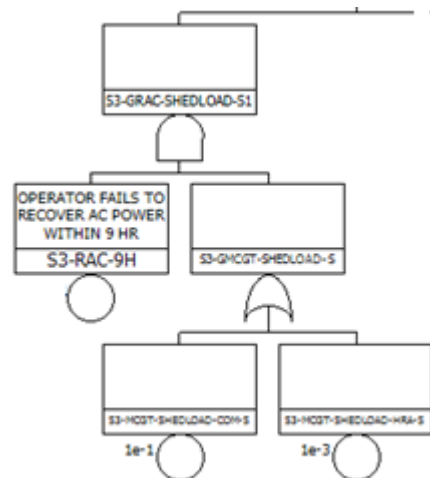 S3-GRAC-SHEDLOAD-S1
OPERATOR FAILS TO
RECOVER AC POWER
WITHIN 9 HR
S3-RAC-9H
S3-GMCGT-SHEDLOAD-S
S3-MCGT-SHEDLOAD-COM-S
S3-MCGT-SHEDLOAD-HRA-S
1e-1
1e-3